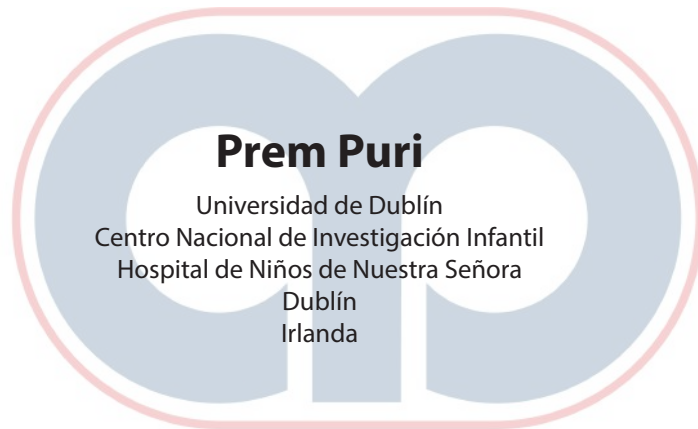 Prem Puri
Universidad de Dublín
Centro Nacional de Investigación Infantil
Hospital de Niños de Nuestra Señora
Dublín
Irlanda